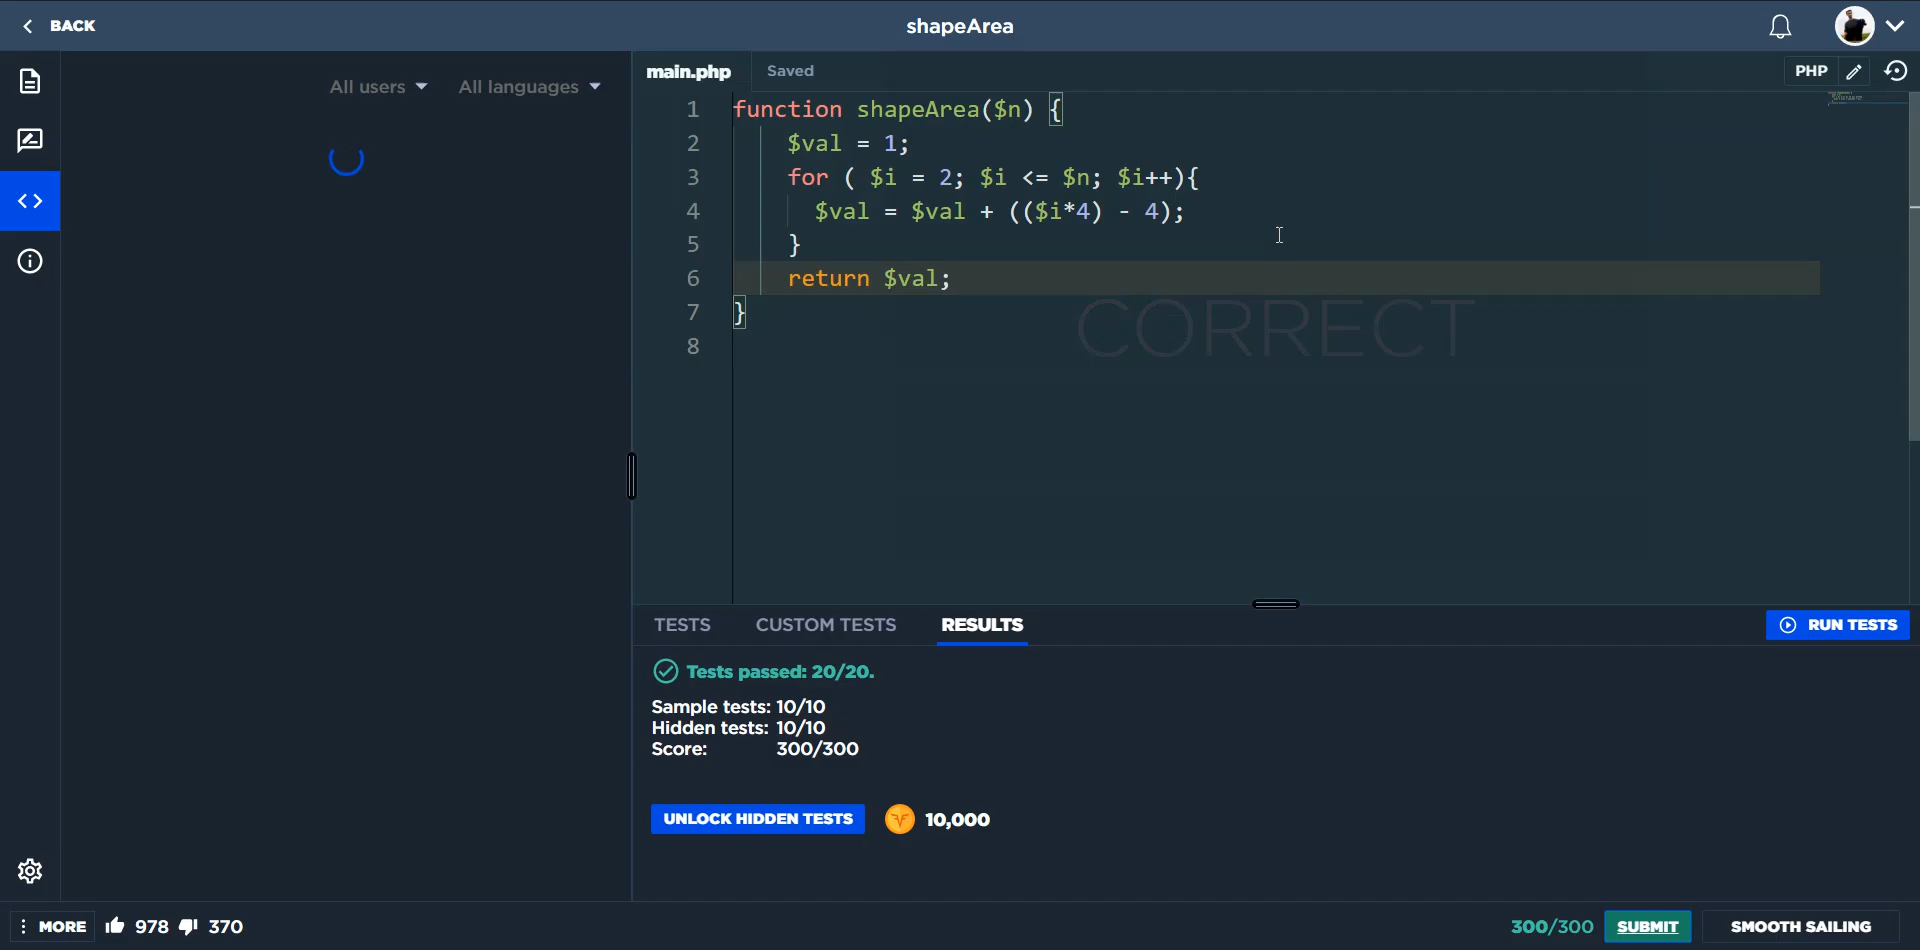 BACK
shapeArea
All users
All languages
main.php
Saved
PHP
1 function shapeArea($n) {
2 $val = 1;
3 for ( $i = 2; $i <= $n; $i++){
4 $val = $val + (($i*4) - 4);
5 }
6 return $val;
7 }
8
CORRECT
TESTS
CUSTOM TESTS
RESULTS
RUN TESTS
Tests passed: 20/20.
Sample tests: 10/10
Hidden tests: 10/10
Score: 300/300
UNLOCK HIDDEN TESTS
10,000
MORE
978
370
300/300
SUBMIT
SMOOTH SAILING